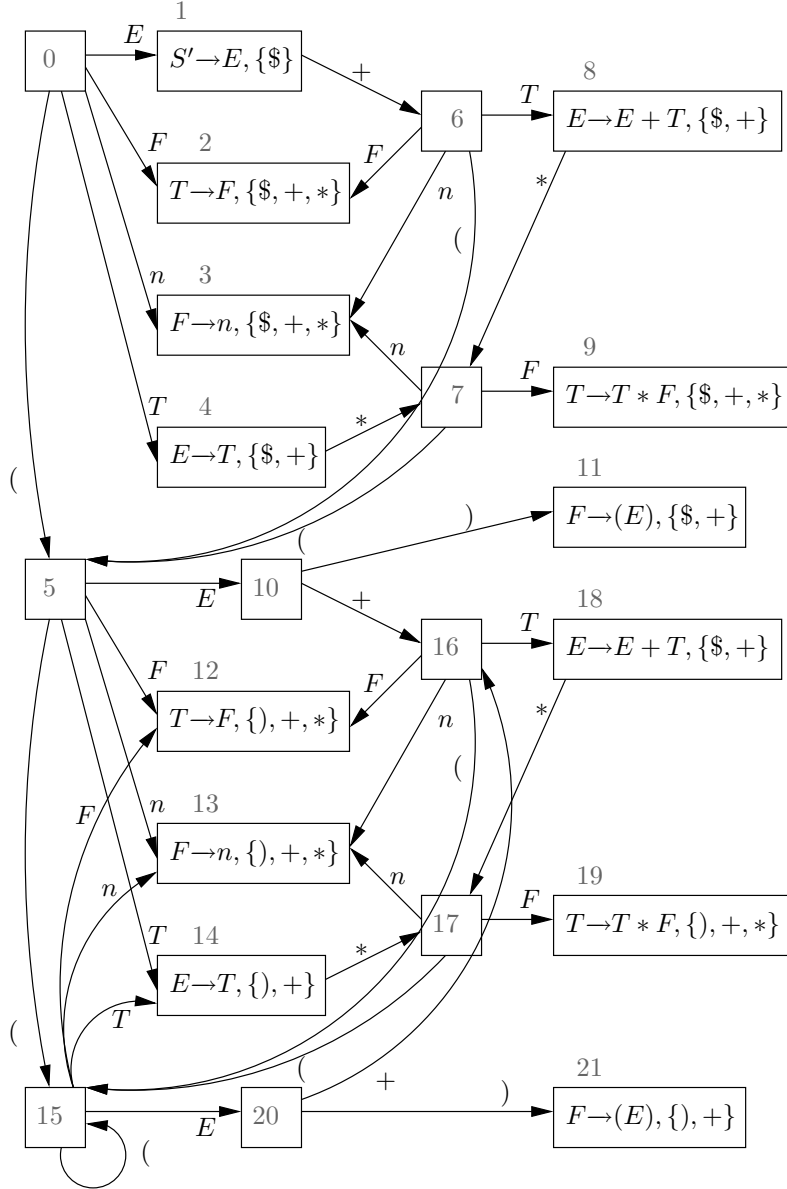 1
E
0
S′→E, {$}
+
8
6
T
E→E + T, {$, +}
F
2
F
T→F, {$, +, ∗}
n
∗
(
n
3
F→n, {$, +, ∗}
n
9
7
F
T→T ∗ F, {$, +, ∗}
T
4
∗
E→T, {$, +}
(
11
)
F→(E), {$, +}
(
5
E
10
+
18
16
T
E→E + T, {$, +}
F
12
F
T→F, {), +, ∗}
n
∗
(
F
n
13
F→n, {), +, ∗}
n
n
19
17
F
T→T ∗ F, {), +, ∗}
T
14
∗
E→T, {), +}
T
(
(
+
)
21
15
E
20
F→(E), {), +}
(